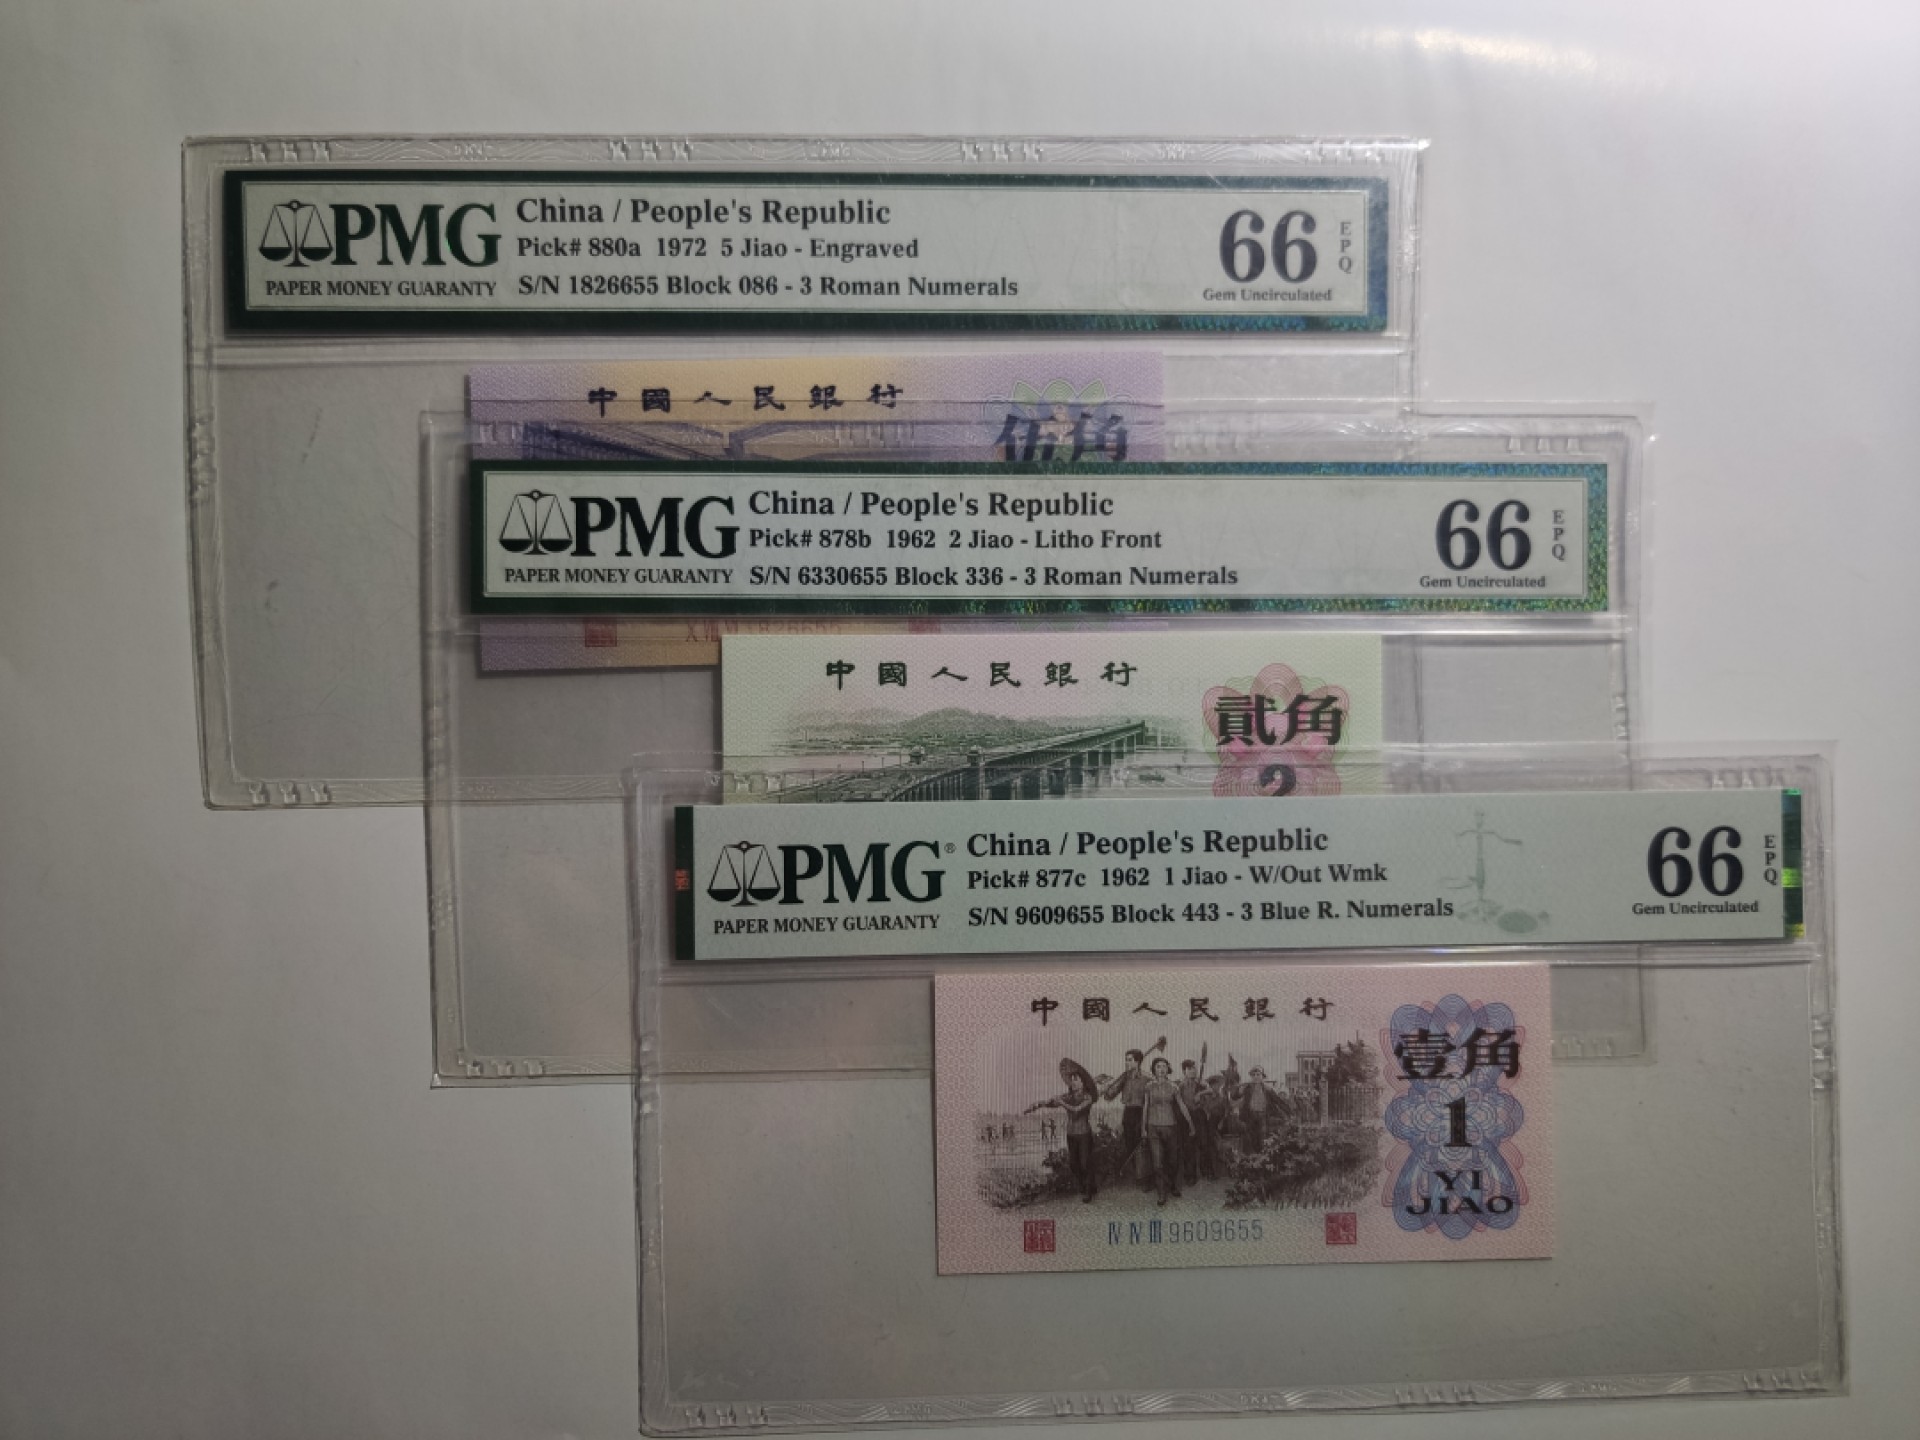 PMG
PAPER MONEY GUARANTY
China / People's Republic
Pick# 880a 1972 5 Jiao - Engraved
S/N 1826655 Block 086 - 3 Roman Numerals
66
EPQ
Gem Uncirculated
中國人民銀行
伍角
PMG
PAPER MONEY GUARANTY
China / People's Republic
Pick# 878b 1962 2 Jiao - Litho Front
S/N 6330655 Block 336 - 3 Roman Numerals
66
EPQ
Gem Uncirculated
1826655
中國人民銀行
貳角
2
PMG®
PAPER MONEY GUARANTY
China / People's Republic
Pick# 877c 1962 1 Jiao - W/Out Wmk
S/N 9609655 Block 443 - 3 Blue R. Numerals
66
EPQ
Gem Uncirculated
中國人民銀行
壹角
1
YI
JIAO
ⅣⅣⅢ 9609655